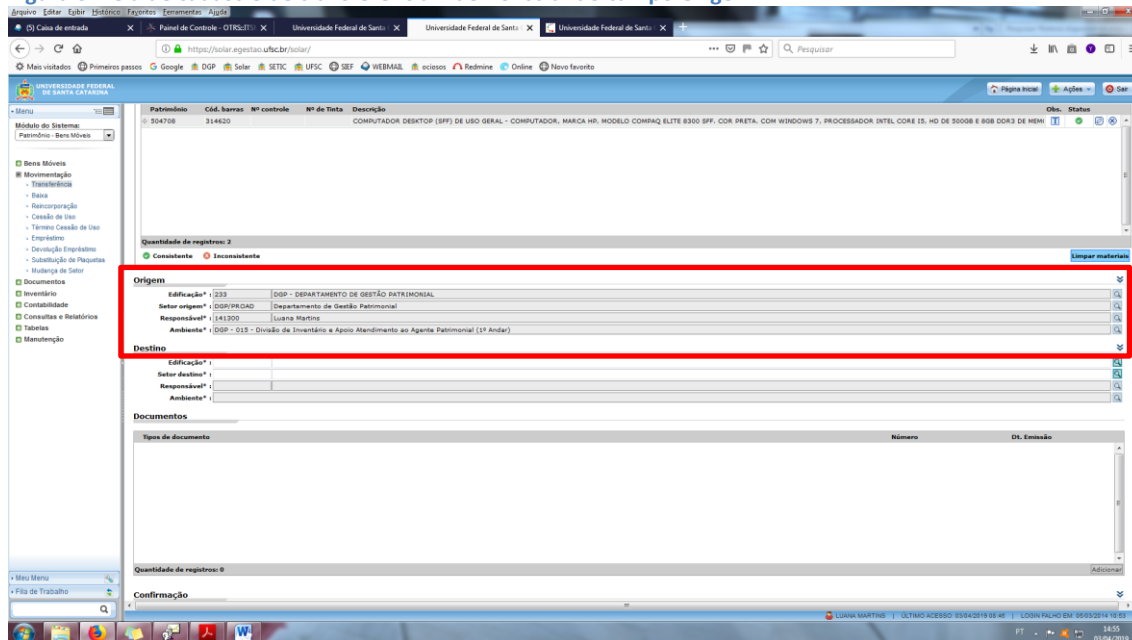 Arquivo Editar Exibir Histórico Favoritos Ferramentas Ajuda
(5) Caixa de entrada
Painel de Controle - OTRS::ITS
Universidade Federal de Santa
Universidade Federal de Santa
Universidade Federal de Santa
https://solar.egestao.ufsc.br/solar/
Pesquisar
Mais visitados Primeiros passos Google DGP Solar SETIC UFSC SIEF WEBMAIL ociosos Redmine Online Novo favorito
UNIVERSIDADE FEDERAL
DE SANTA CATARINA
Página Inicial Ações Sair
Menu
Módulo do Sistema:
Patrimônio - Bens Móveis
Bens Móveis
Movimentação
Transferência
Baixa
Reincorporação
Cessão de Uso
Término Cessão de Uso
Empréstimo
Devolução Empréstimo
Substituição de Plaquetas
Mudança de Setor
Documentos
Inventário
Contabilidade
Consultas e Relatórios
Tabelas
Manutenção
Meu Menu
Fila de Trabalho
Patrimônio Cód. barras Nº controle Nº de Tinta Descrição Obs. Status
504708 314620 COMPUTADOR DESKTOP (SFF) DE USO GERAL - COMPUTADOR. MARCA HP. MODELO COMPAQ ELITE 8300 SFF. COR PRETA. COM WINDOWS 7. PROCESSADOR INTEL CORE I5. HD DE 500GB E 8GB DDR3 DE MEMI
Quantidade de registros: 2
Consistente Inconsistente
Limpar materiais
Origem
Edificação* : 233 DGP - DEPARTAMENTO DE GESTÃO PATRIMONIAL
Setor origem* : DGP/PROAD Departamento de Gestão Patrimonial
Responsável* : 141300 Luana Martins
Ambiente* : DGP - 015 - Divisão de Inventário e Apoio Atendimento ao Agente Patrimonial (1º Andar)
Destino
Edificação* :
Setor destino* :
Responsável* :
Ambiente* :
Documentos
Tipos de documento Número Dt. Emissão
Quantidade de registros: 0
Adicionar
Confirmação
LUANA MARTINS | ÚLTIMO ACESSO: 03/04/2019 08:46 | LOGIN FALHO EM: 05/03/2014 10:53
PT
14:55
03/04/2019